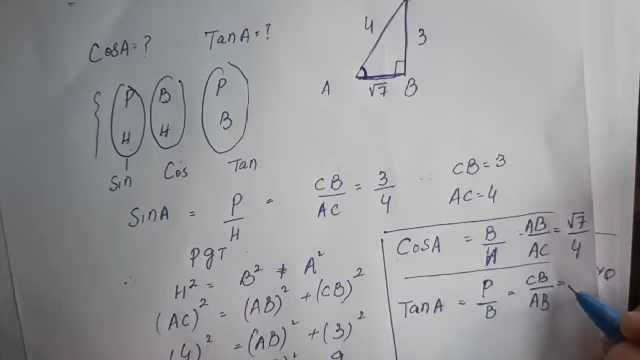 CosA = ? TanA = ?
4
3
A √7 B
P B P
H H B
Sin Cos Tan
SinA = P/H = CB/AC = 3/4 ∵ CB = 3
AC = 4
PGT
∴ H² = B² + A²
(AC)² = (AB)² + (CB)²
(4)² = (AB)² + (3)²
9
CosA = B/H = AB/AC = √7/4
TanA = P/B = CB/AB =